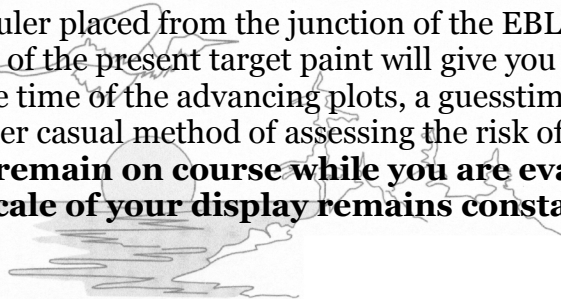 uler placed from the junction of the EBL
of the present target paint will give you
e time of the advancing plots, a guesstim
er casual method of assessing the risk of
remain on course while you are eva
cale of your display remains consta